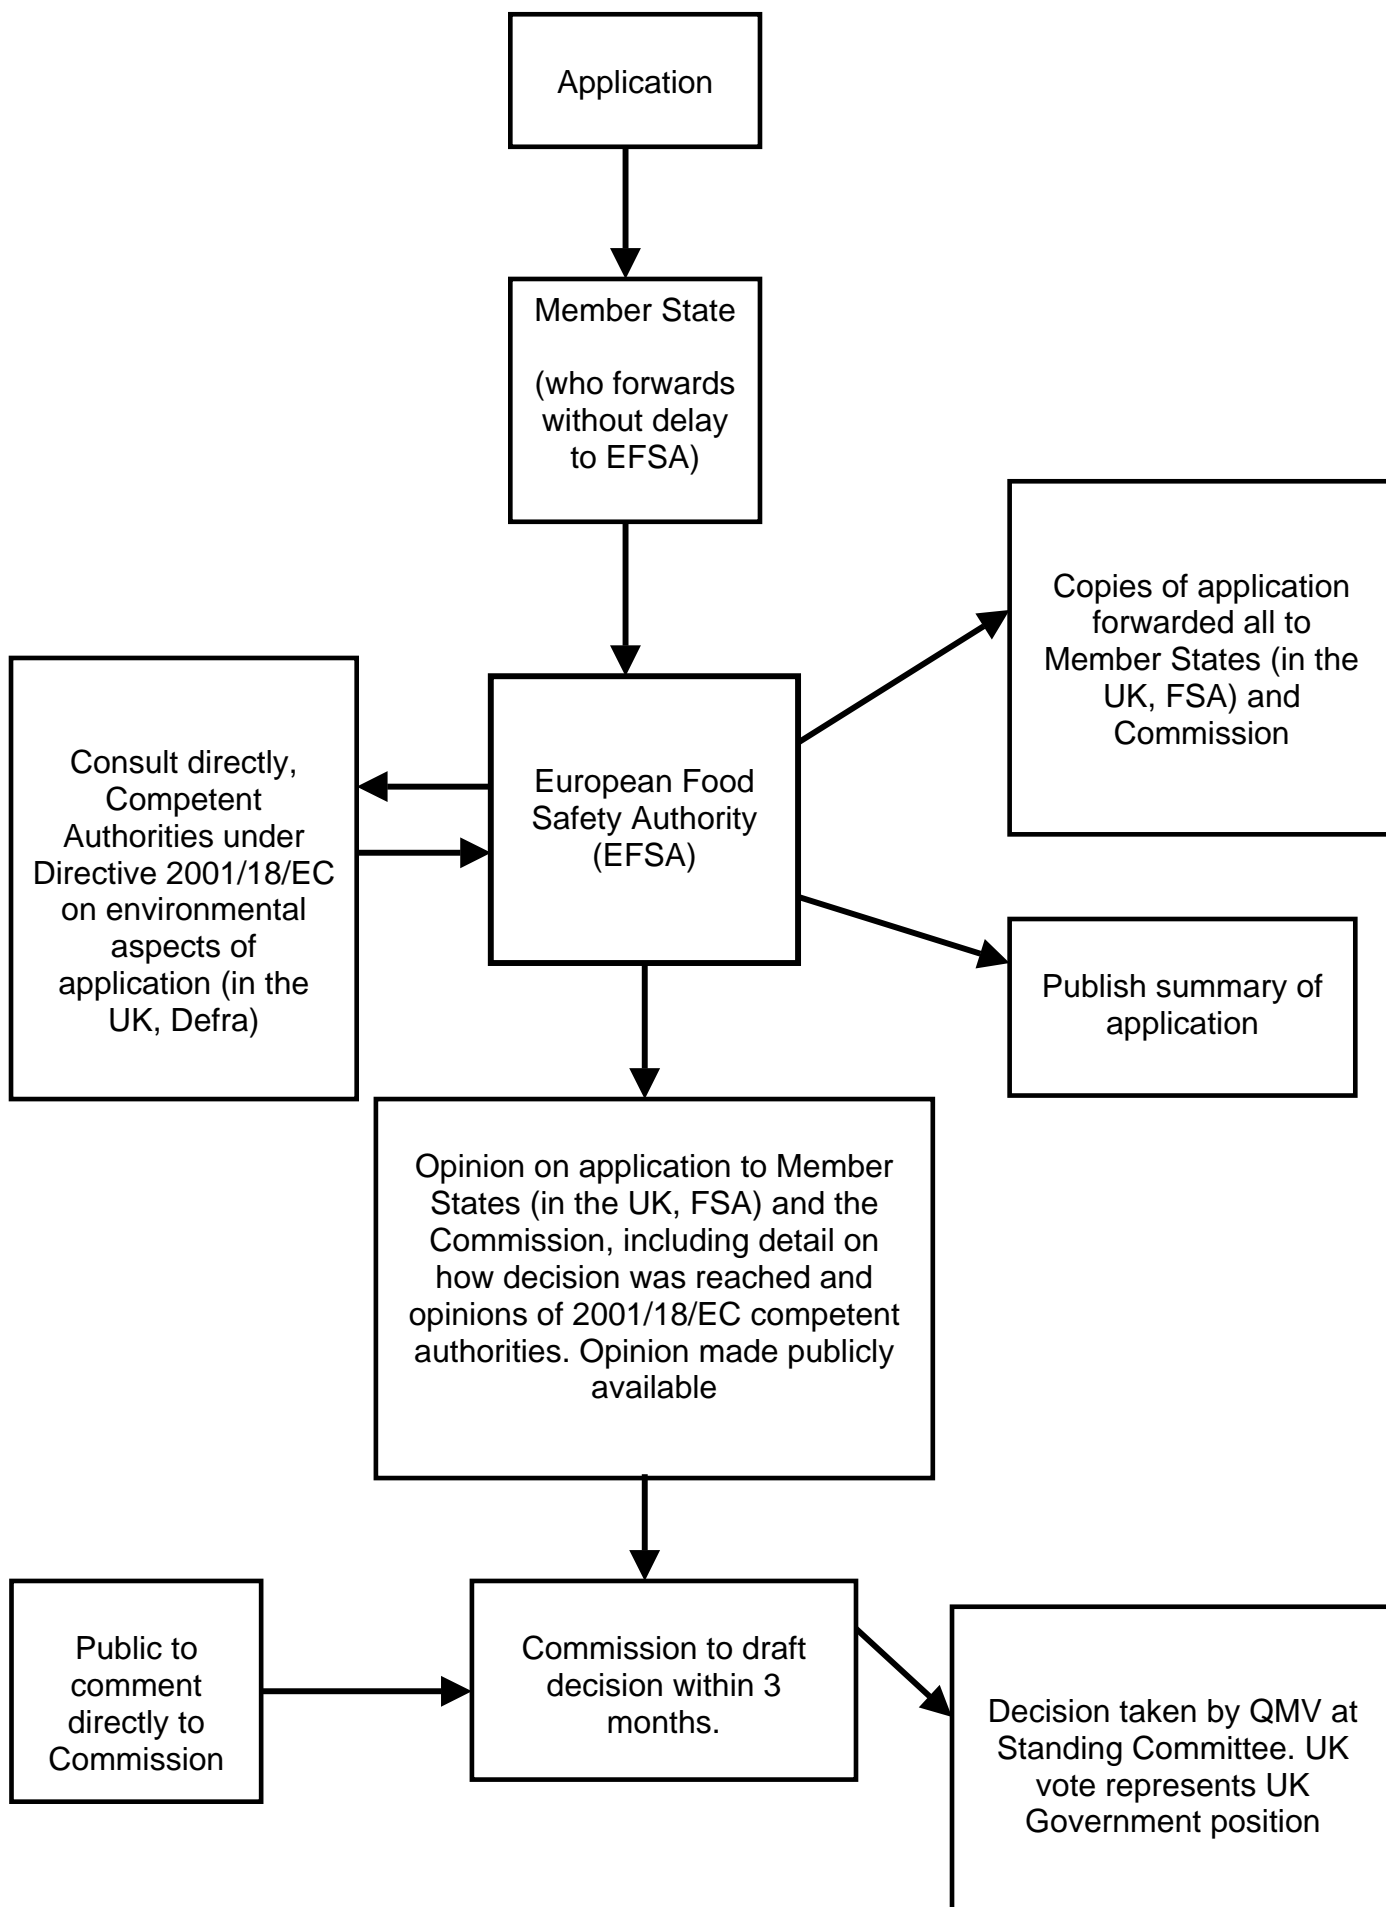 Application
Member State
(who forwards
without delay
to EFSA)
Copies of application
forwarded all to
Member States (in the
UK, FSA) and
Commission
Consult directly,
Competent
Authorities under
Directive 2001/18/EC
on environmental
aspects of
application (in the
UK, Defra)
European Food
Safety Authority
(EFSA)
Publish summary of
application
Opinion on application to Member
States (in the UK, FSA) and the
Commission, including detail on
how decision was reached and
opinions of 2001/18/EC competent
authorities. Opinion made publicly
available
Public to
comment
directly to
Commission
Commission to draft
decision within 3
months.
Decision taken by QMV at
Standing Committee. UK
vote represents UK
Government position